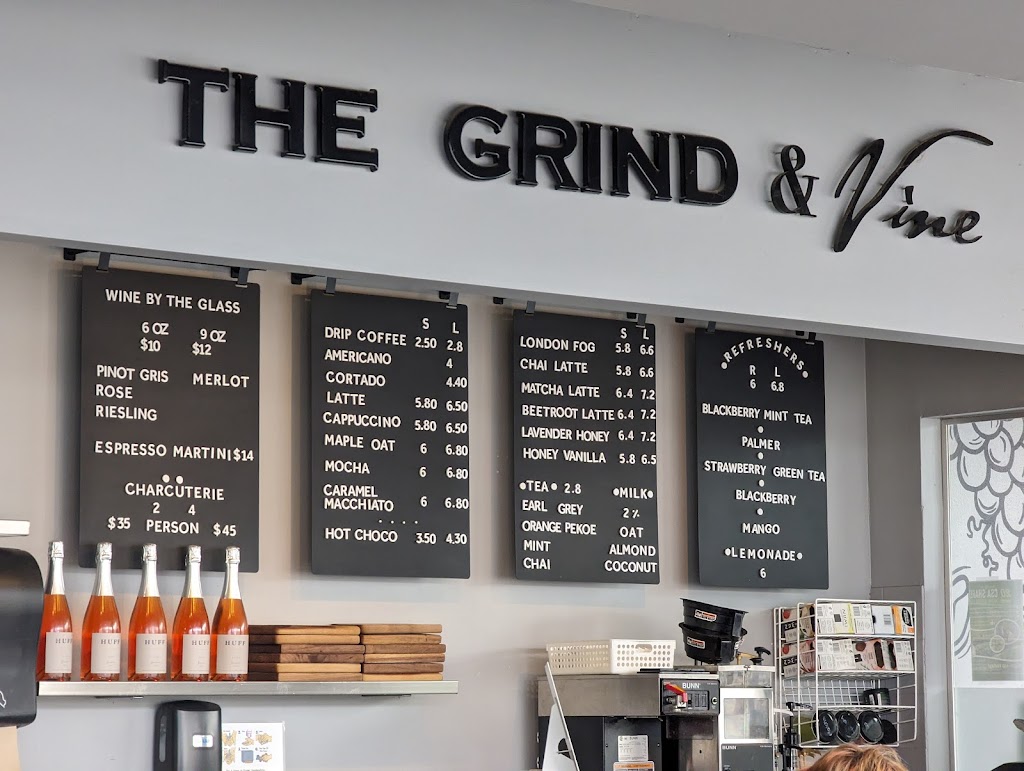 THE GRIND & Vine
WINE BY THE GLASS
6 OZ 9 OZ
$10 $12
PINOT GRIS MERLOT
ROSE
RIESLING
ESPRESSO MARTINI $14
CHARCUTERIE
2 4
$35 PERSON $45
S L
DRIP COFFEE 2.50 2.8
AMERICANO 4
CORTADO 4.40
LATTE 5.80 6.50
CAPPUCCINO 5.80 6.50
MAPLE OAT 6 6.80
MOCHA 6 6.80
CARAMEL
MACCHIATO 6 6.80
HOT CHOCO 3.50 4.30
S L
LONDON FOG 5.8 6.6
CHAI LATTE 5.8 6.6
MATCHA LATTE 6.4 7.2
BEETROOT LATTE 6.4 7.2
LAVENDER HONEY 6.4 7.2
HONEY VANILLA 5.8 6.5
•TEA• 2.8 •MILK•
EARL GREY 2%
ORANGE PEKOE OAT
MINT ALMOND
CHAI COCONUT
•REFRESHERS•
R L
6 6.8
BLACKBERRY MINT TEA
PALMER
STRAWBERRY GREEN TEA
BLACKBERRY
MANGO
•LEMONADE•
6
HUFF
HUFF
HUFF
HUFF
BUNN
BUNN